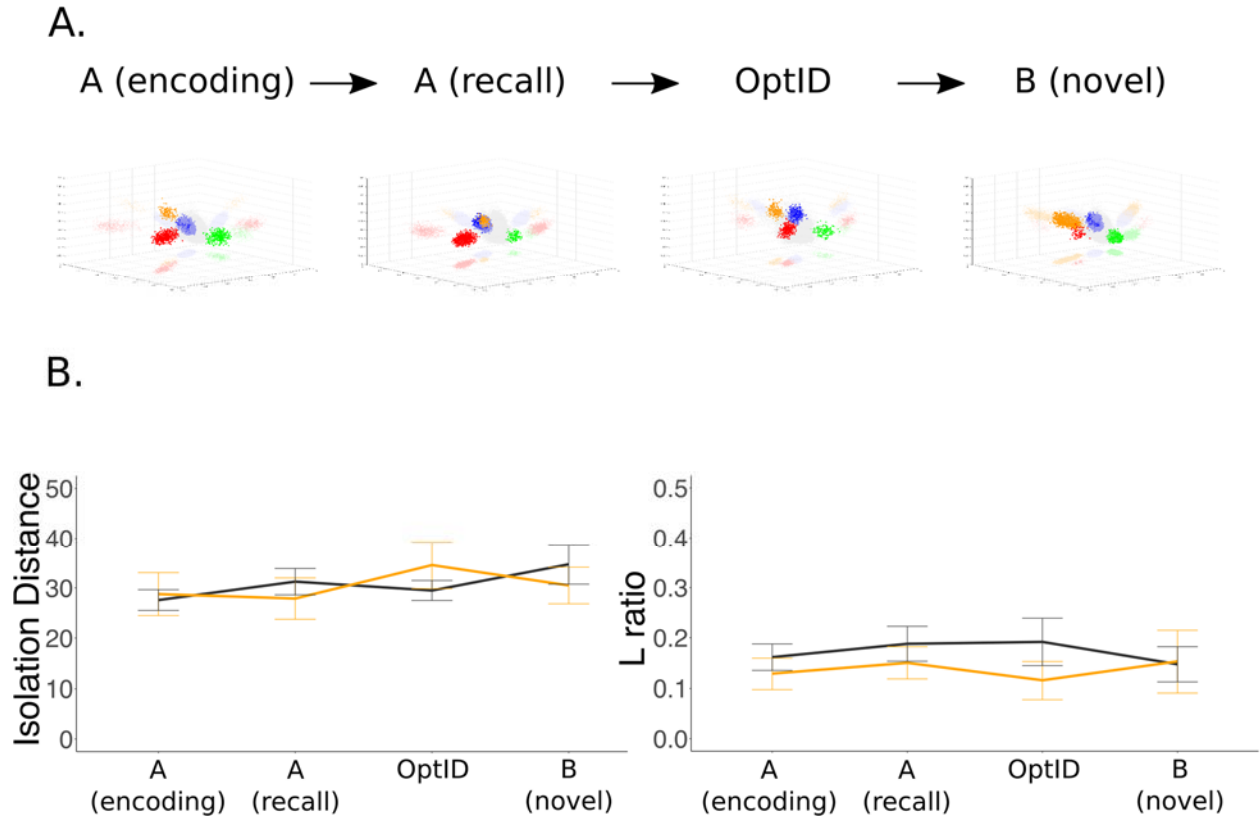 A.
A (encoding) A (recall) OptID B (novel)
B.
Isolation Distance
50
40
30
20
10
0
A
(encoding)
A
(recall)
OptID
B
(novel)
L ratio
0.5
0.4
0.3
0.2
0.1
0.0
A
(encoding)
A
(recall)
OptID
B
(novel)